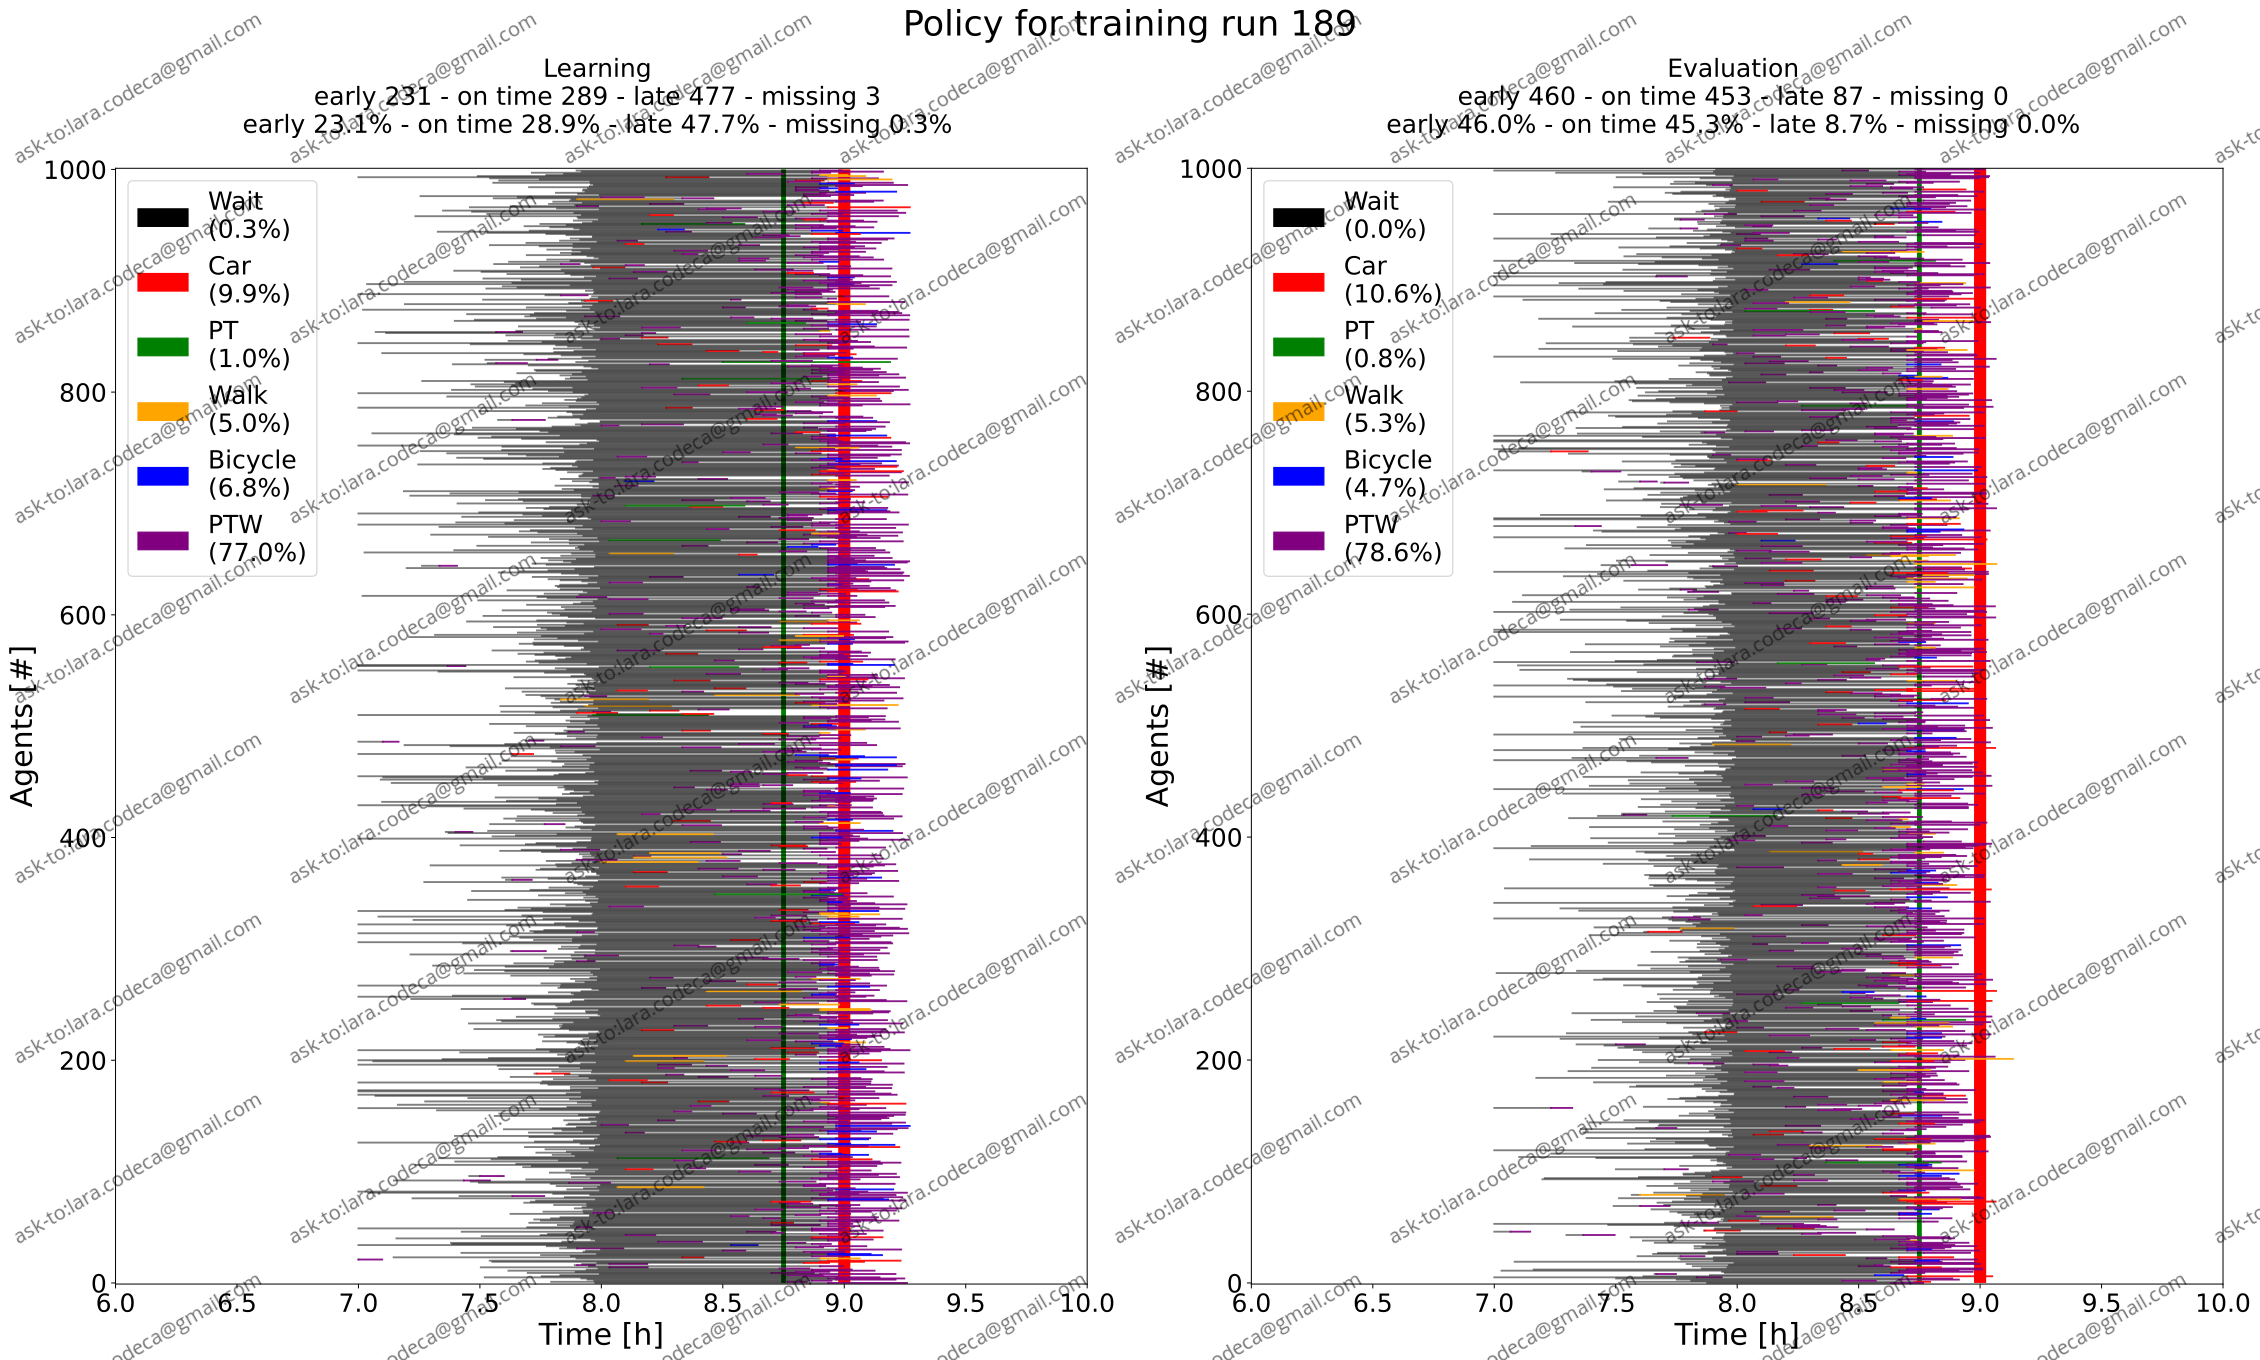 Policy for training run 189
Learning
early 231 - on time 289 - late 477 - missing 3
early 23.1% - on time 28.9% - late 47.7% - missing 0.3%
Evaluation
early 460 - on time 453 - late 87 - missing 0
early 46.0% - on time 45.3% - late 8.7% - missing 0.0%
Wait
(0.3%)
Car
(9.9%)
PT
(1.0%)
Walk
(5.0%)
Bicycle
(6.8%)
PTW
(77.0%)
1000
800
600
400
200
0
Agents [#]
6.0 6.5 7.0 7.5 8.0 8.5 9.0 9.5 10.0
Time [h]
Wait
(0.0%)
Car
(10.6%)
PT
(0.8%)
Walk
(5.3%)
Bicycle
(4.7%)
PTW
(78.6%)
1000
800
600
400
200
0
Agents [#]
6.0 6.5 7.0 7.5 8.0 8.5 9.0 9.5 10.0
Time [h]
ask-to:lara.codeca@gmail.com